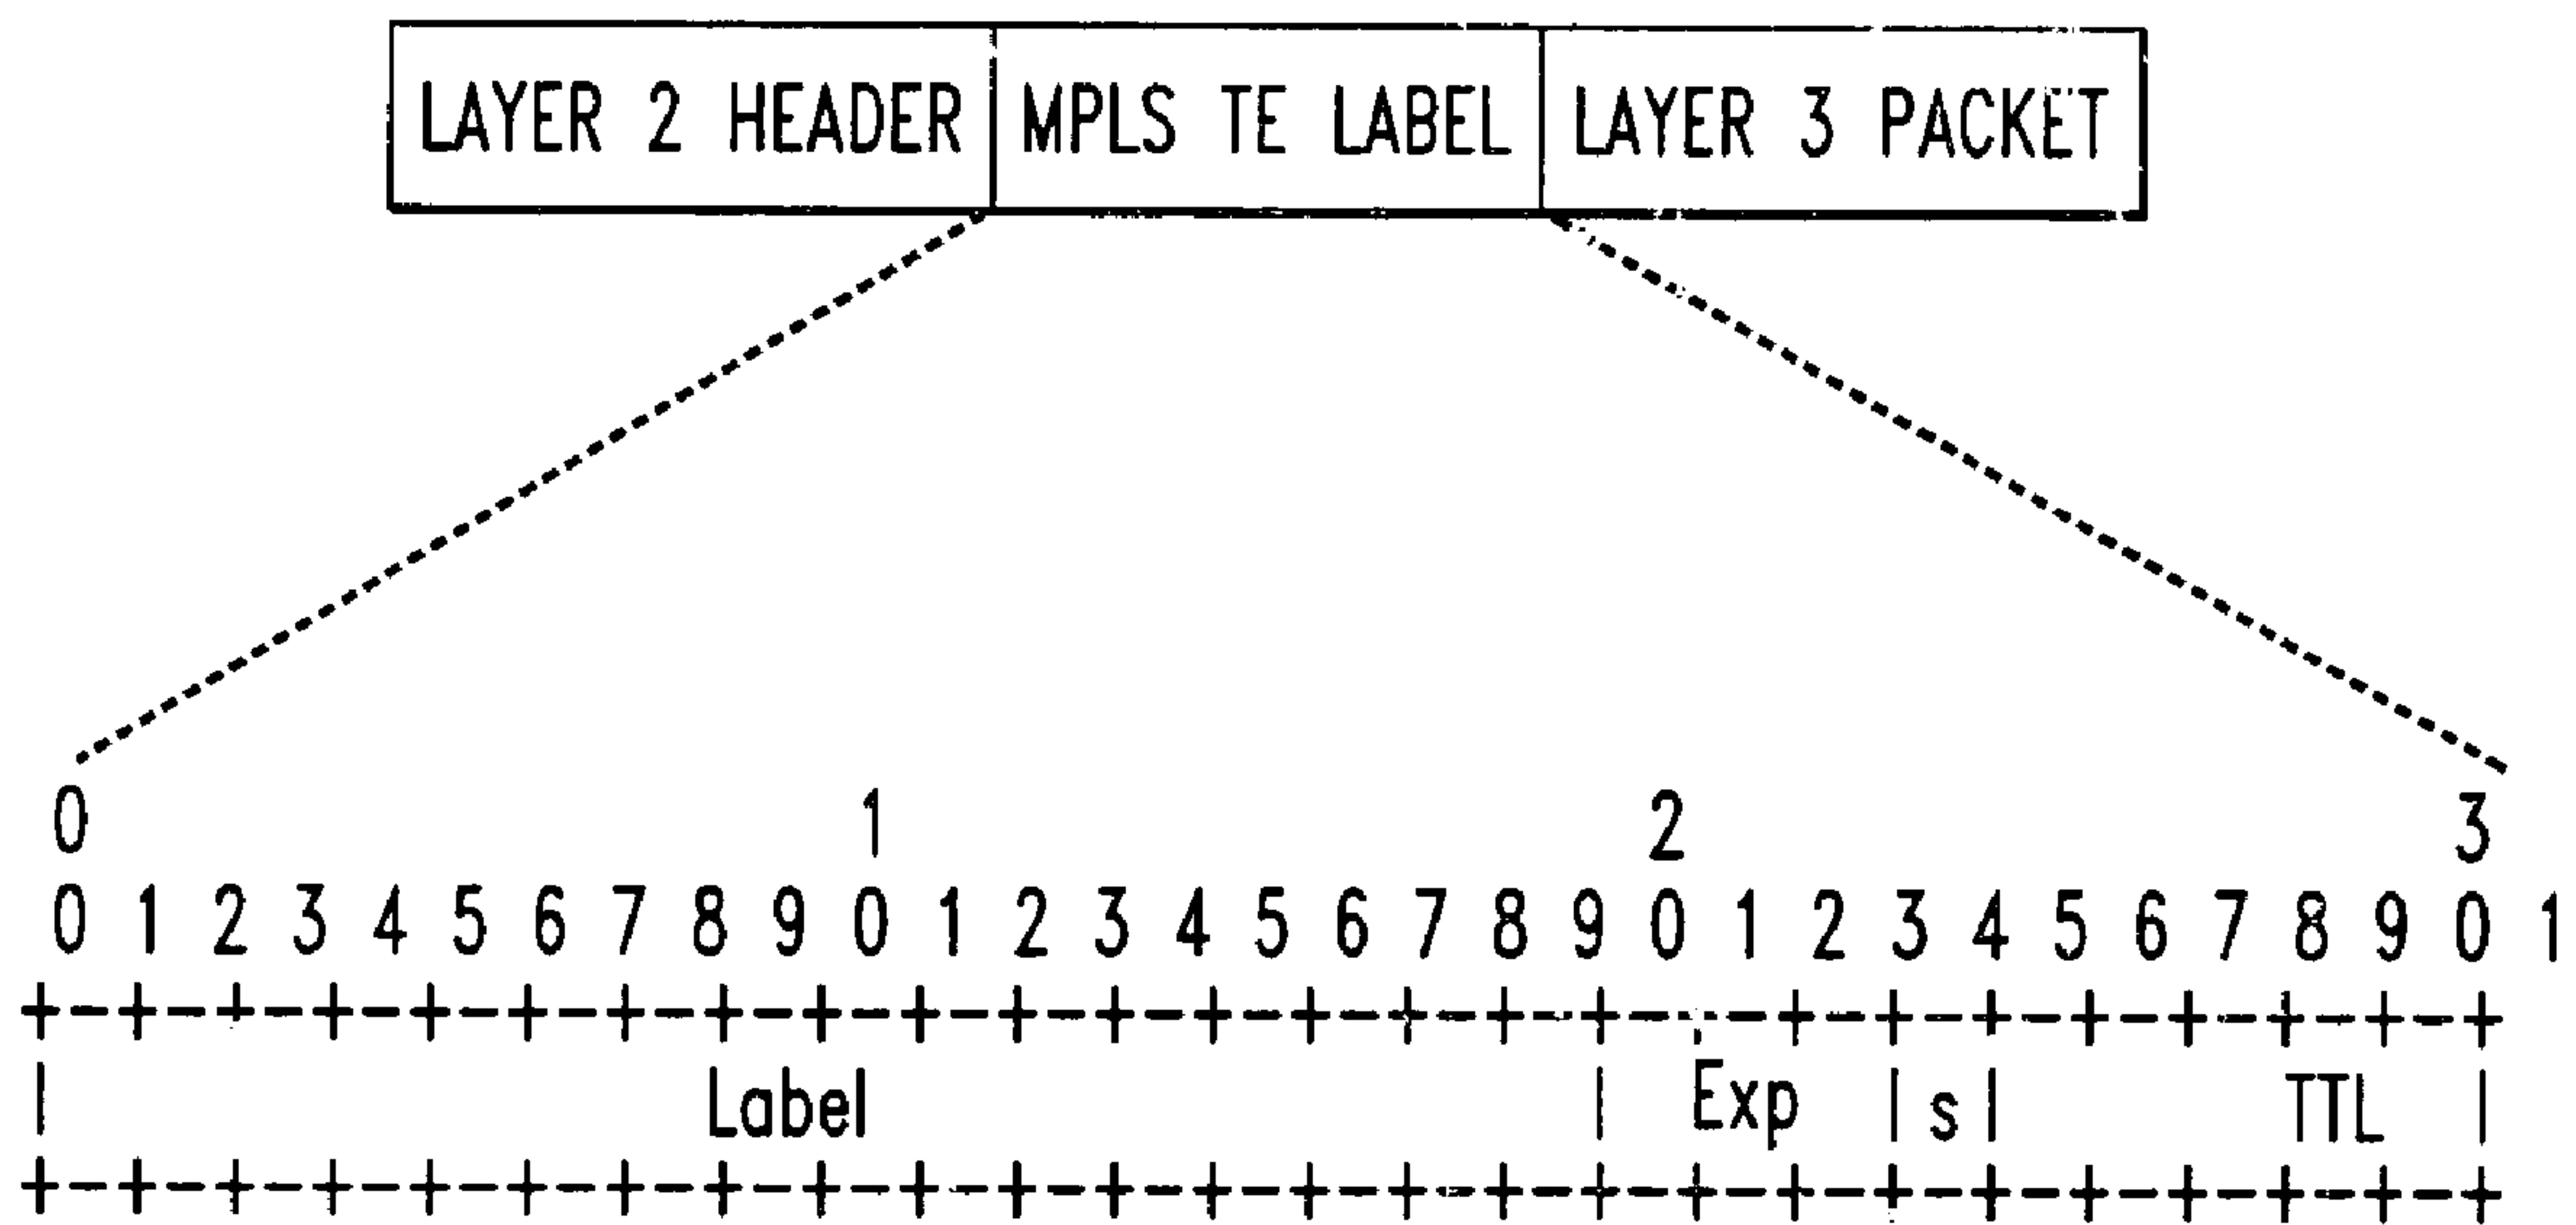 LAYER 2 HEADER MPLS TE LABEL LAYER 3 PACKET
0 1 2 3
0 1 2 3 4 5 6 7 8 9 0 1 2 3 4 5 6 7 8 9 0 1 2 3 4 5 6 7 8 9 0 1
+-+-+-+-+-+-+-+-+-+-+-+-+-+-+-+-+-+-+-+-+-+-+-+-+-+
| Label | Exp | s | TTL |
+-+-+-+-+-+-+-+-+-+-+-+-+-+-+-+-+-+-+-+-+-+-+-+-+-+